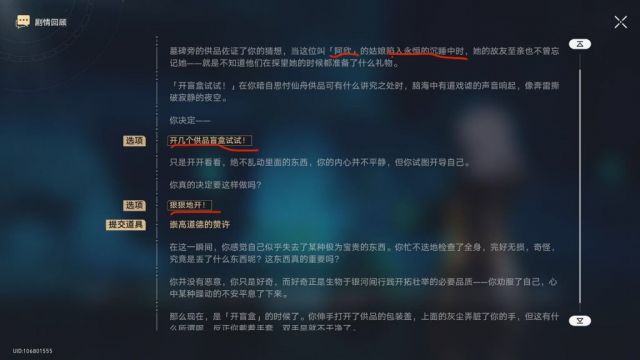 剧情回顾
墓碑旁的供品佐证了你的猜想，当这位叫「阿欣」的姑娘陷入永恒的沉睡中时，她的故友至亲也不曾忘
记她——就是不知道他们在探望她的时候都准备了什么礼物。
「开盲盒试试！」在你暗自思忖仙舟供品可有什么讲究之处时，脑海中有道戏谑的声音响起，像奔雷撕
破寂静的夜空。
你决定——
选项 开几个供品盲盒试试！
只是开开看看，绝不乱动里面的东西，你的内心并不平静，但你试图开导自己。
你真的决定要这样做吗？
选项 狠狠地开！
提交道具 崇高道德的赞许
在这一瞬间，你感觉自己似乎失去了某种极为宝贵的东西。你忙不迭地检查了全身，完好无损，奇怪，
究竟是丢了什么东西呢？这东西真的重要吗？
你并没有恶意，你只是好奇，而好奇正是生物于银河间行践开拓壮举的必要品质——你劝服了自己，心
中某种躁动的不安平息了下来。
那么现在，是「开盲盒」的时候了。你伸手打开了供品的包装盖，上面的灰尘弄脏了你的手，但这有什
么所谓呢，反正你戴着手套，双手是就不干净了。
UID:106801555